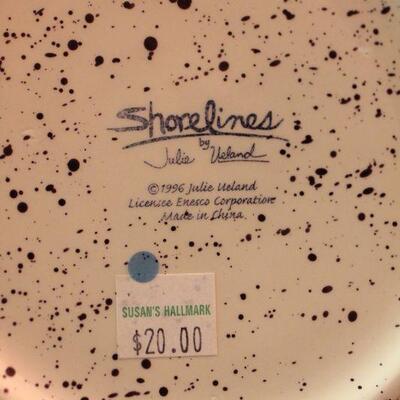 Shorelines
by
Julie Ueland
©1996 Julie Ueland
Licensee Enesco Corporation
Made in China.
SUSAN'S HALLMARK
$20.00